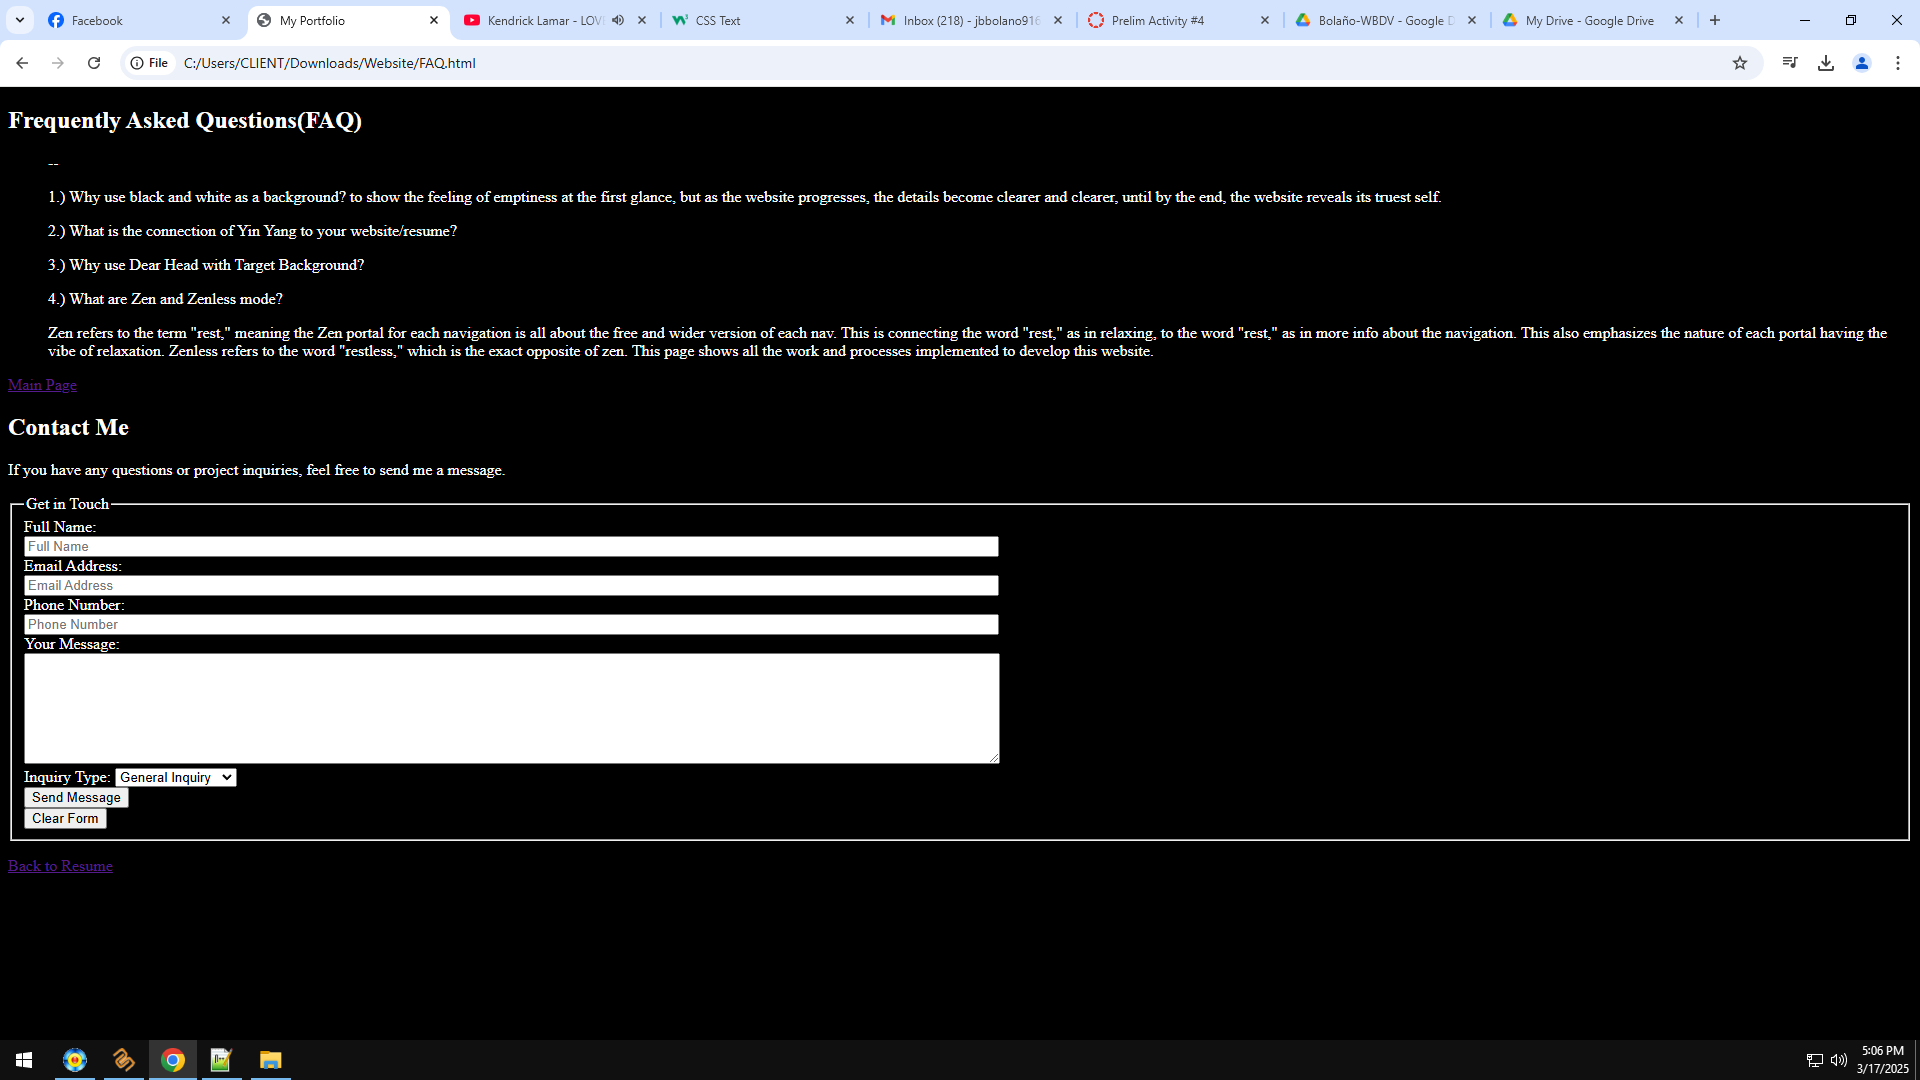 Facebook
My Portfolio
Kendrick Lamar - LOV
CSS Text
Inbox (218) - jbbolano916
Prelim Activity #4
Bolaño-WBDV - Google D
My Drive - Google Drive
File
C:/Users/CLIENT/Downloads/Website/FAQ.html
Frequently Asked Questions(FAQ)
--
1.) Why use black and white as a background? to show the feeling of emptiness at the first glance, but as the website progresses, the details become clearer and clearer, until by the end, the website reveals its truest self.
2.) What is the connection of Yin Yang to your website/resume?
3.) Why use Dear Head with Target Background?
4.) What are Zen and Zenless mode?
Zen refers to the term "rest," meaning the Zen portal for each navigation is all about the free and wider version of each nav. This is connecting the word "rest," as in relaxing, to the word "rest," as in more info about the navigation. This also emphasizes the nature of each portal having the
vibe of relaxation. Zenless refers to the word "restless," which is the exact opposite of zen. This page shows all the work and processes implemented to develop this website.
Main Page
Contact Me
If you have any questions or project inquiries, feel free to send me a message.
Get in Touch
Full Name:
Full Name
Email Address:
Email Address
Phone Number:
Phone Number
Your Message:
Inquiry Type: General Inquiry
Send Message
Clear Form
Back to Resume
5:06 PM
3/17/2025